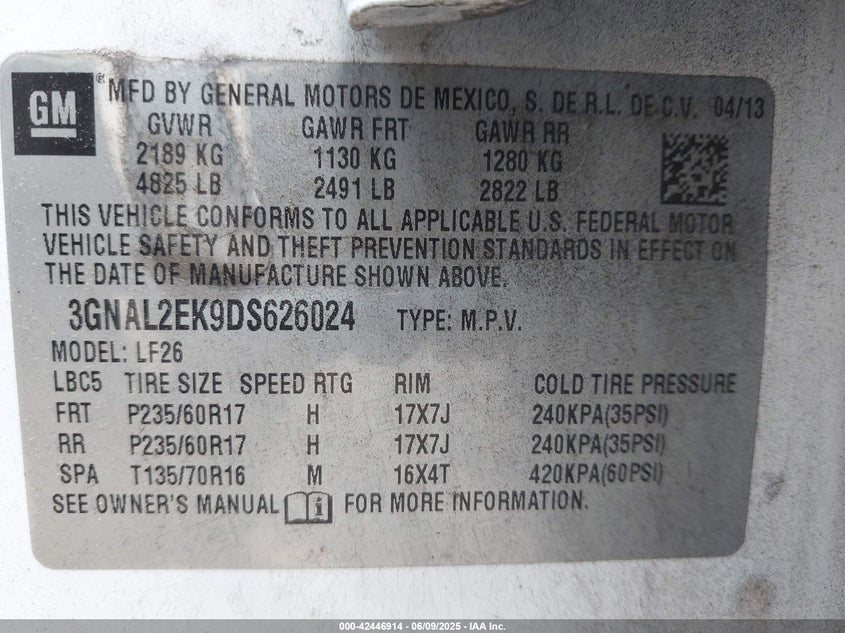 GM
® MFD BY GENERAL MOTORS DE MEXICO, S. DE R.L. DE C.V. 04/13
GVWR GAWR FRT GAWR RR
2189 KG 1130 KG 1280 KG
4825 LB 2491 LB 2822 LB
THIS VEHICLE CONFORMS TO ALL APPLICABLE U.S. FEDERAL MOTOR
VEHICLE SAFETY AND THEFT PREVENTION STANDARDS IN EFFECT ON
THE DATE OF MANUFACTURE SHOWN ABOVE.
3GNAL2EK9DS626024 TYPE: M.P.V.
MODEL: LF26
LBC5 TIRE SIZE SPEED RTG RIM COLD TIRE PRESSURE
FRT P235/60R17 H 17X7J 240KPA(35PSI)
RR P235/60R17 H 17X7J 240KPA(35PSI)
SPA T135/70R16 M 16X4T 420KPA(60PSI)
SEE OWNER'S MANUAL FOR MORE INFORMATION.
000-42446914 - 06/09/2025 - IAA Inc.